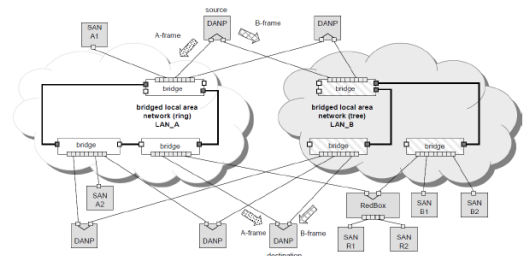 source
SAN
A1
DANP
DANP
A-frame
B-frame
bridge
bridge
bridged local area
network (ring)
LAN_A
bridged local area
network (tree)
LAN_B
bridge
bridge
bridge
bridge
SAN
A2
RedBox
SAN
B1
SAN
B2
DANP
DANP
A-frame
DANP
B-frame
SAN
R1
SAN
R2
destination